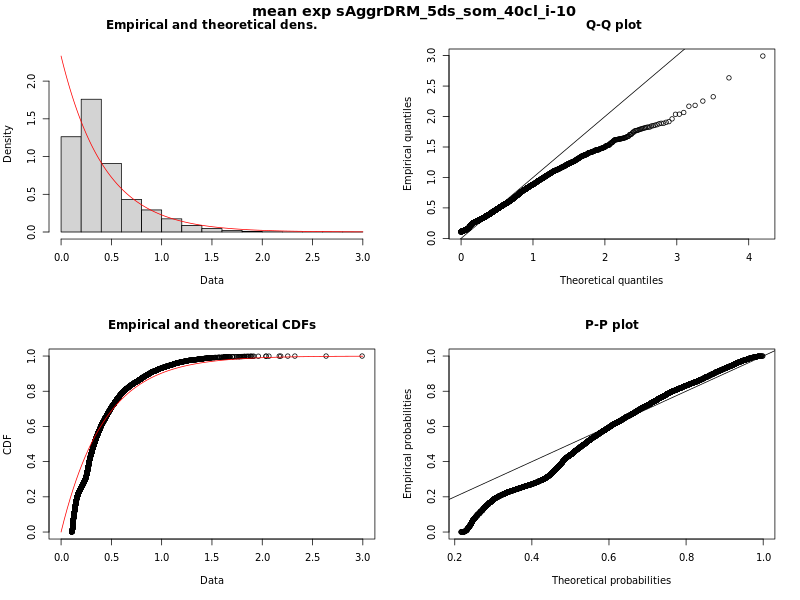 mean exp sAggrDRM_5ds_som_40cl_i-10
Empirical and theoretical dens.
Density
0.0 0.5 1.0 1.5 2.0
0.0 0.5 1.0 1.5 2.0 2.5 3.0
Data
Q-Q plot
Empirical quantiles
0.0 0.5 1.0 1.5 2.0 2.5 3.0
0 1 2 3 4
Theoretical quantiles
Empirical and theoretical CDFs
CDF
0.0 0.2 0.4 0.6 0.8 1.0
0.0 0.5 1.0 1.5 2.0 2.5 3.0
Data
P-P plot
Empirical probabilities
0.0 0.2 0.4 0.6 0.8 1.0
0.2 0.4 0.6 0.8 1.0
Theoretical probabilities